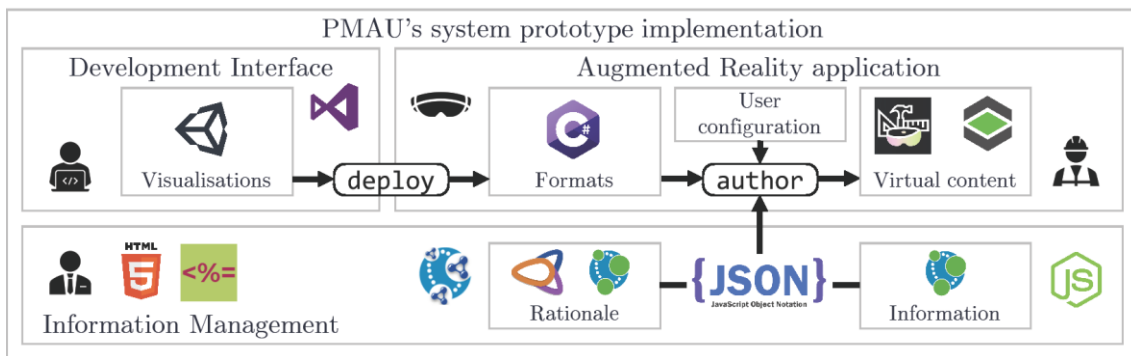 PMAU's system prototype implementation
Development Interface
Augmented Reality application
User
configuration
C#
</>
Visualisations
deploy
Formats
author
Virtual content
HTML
5
<%=
{JSON}
JavaScript Object Notation
JS
Rationale
Information
Information Management